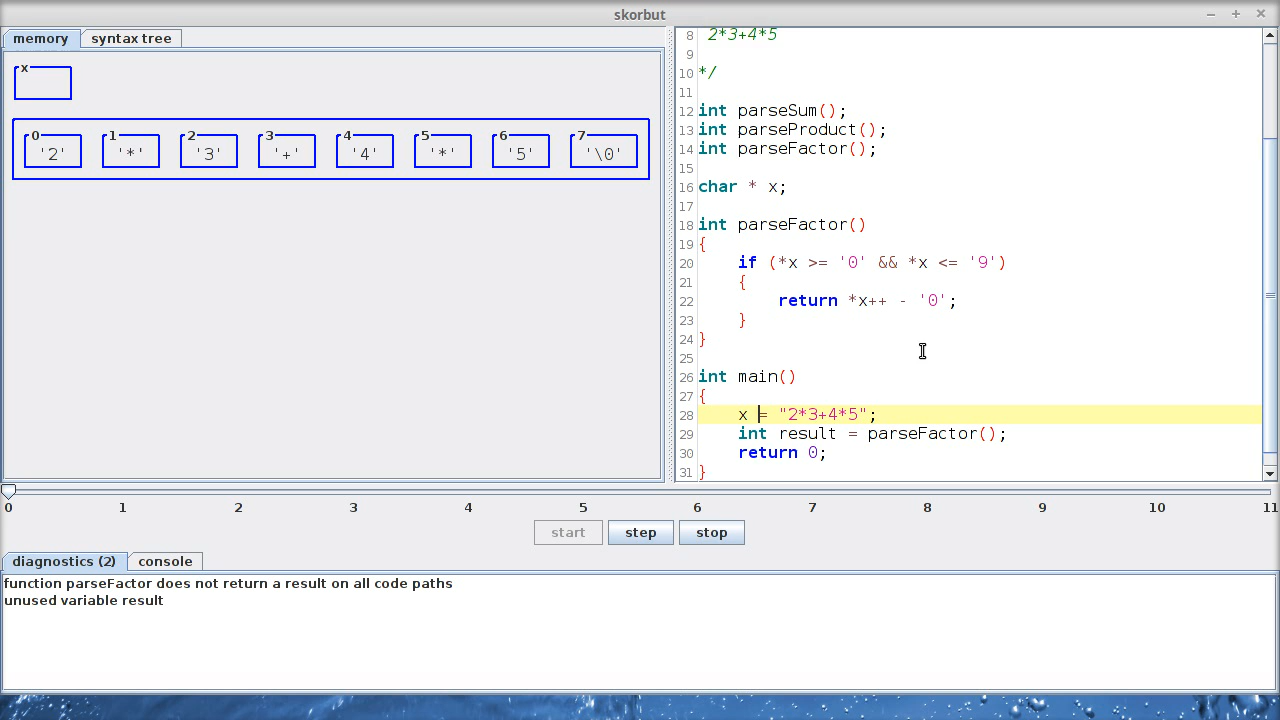 skorbut
memory
syntax tree
x
0 1 2 3 4 5 6 7
'2' '*' '3' '+' '4' '*' '5' '\0'
8 2*3+4*5
9
10 */
11
12 int parseSum();
13 int parseProduct();
14 int parseFactor();
15
16 char * x;
17
18 int parseFactor()
19 {
20 if (*x >= '0' && *x <= '9')
21 {
22 return *x++ - '0';
23 }
24 }
25
26 int main()
27 {
28 x = "2*3+4*5";
29 int result = parseFactor();
30 return 0;
31 }
0 1 2 3 4 5 6 7 8 9 10 11
start step stop
diagnostics (2) console
function parseFactor does not return a result on all code paths
unused variable result